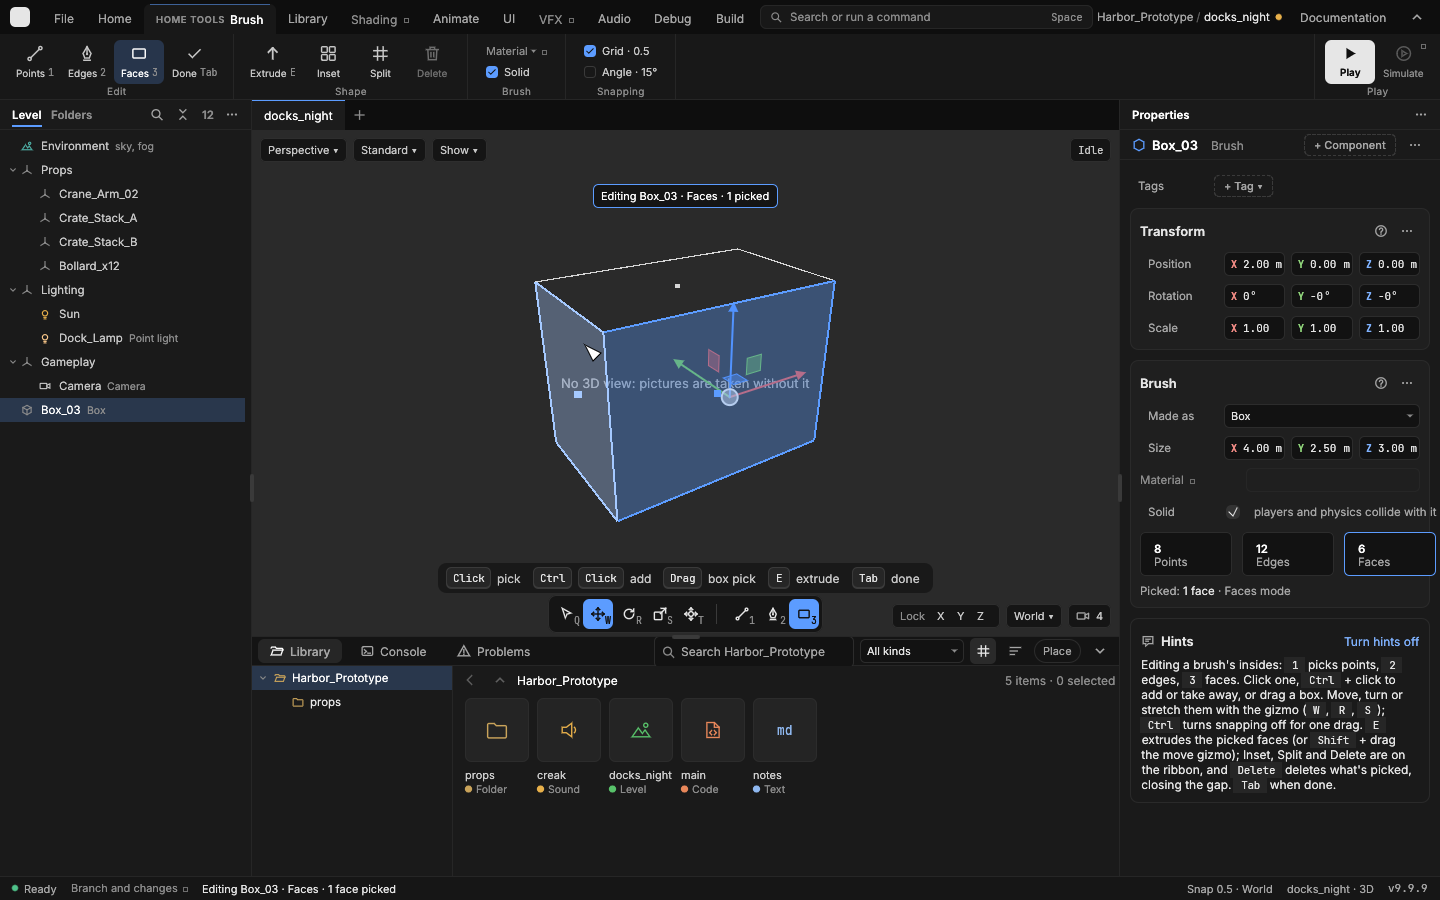 File Home HOME TOOLS Brush Library Shading Animate UI VFX Audio Debug Build Search or run a command Space Harbor_Prototype / docks_night Documentation
Points 1 Edges 2 Faces 3 Done Tab
Edit
Extrude E Inset Split Delete
Shape
Material
Solid
Brush
Grid · 0.5
Angle · 15°
Snapping
Play Simulate
Play
Level Folders 12
Environment sky, fog
Props
Crane_Arm_02
Crate_Stack_A
Crate_Stack_B
Bollard_x12
Lighting
Sun
Dock_Lamp Point light
Gameplay
Camera Camera
Box_03 Box
docks_night
Perspective Standard Show Idle
Editing Box_03 · Faces · 1 picked
No 3D view: pictures are taken without it
Click pick Ctrl Click add Drag box pick E extrude Tab done
Q W R S T 1 2 3
Lock X Y Z World 4
Library Console Problems Search Harbor_Prototype All kinds Place
Harbor_Prototype
props
Harbor_Prototype 5 items · 0 selected
md
props creak docks_night main notes
Folder Sound Level Code Text
Properties
Box_03 Brush + Component
Tags + Tag
Transform
Position X 2.00 m Y 0.00 m Z 0.00 m
Rotation X 0° Y -0° Z -0°
Scale X 1.00 Y 1.00 Z 1.00
Brush
Made as Box
Size X 4.00 m Y 2.50 m Z 3.00 m
Material
Solid players and physics collide with it
8 12 6
Points Edges Faces
Picked: 1 face · Faces mode
Hints Turn hints off
Editing a brush's insides: 1 picks points, 2
edges, 3 faces. Click one, Ctrl + click to
add or take away, or drag a box. Move, turn or
stretch them with the gizmo ( W , R , S );
Ctrl turns snapping off for one drag. E
extrudes the picked faces (or Shift + drag
the move gizmo); Inset, Split and Delete are on
the ribbon, and Delete deletes what's picked,
closing the gap. Tab when done.
Ready Branch and changes Editing Box_03 · Faces · 1 face picked Snap 0.5 · World docks_night · 3D v9.9.9